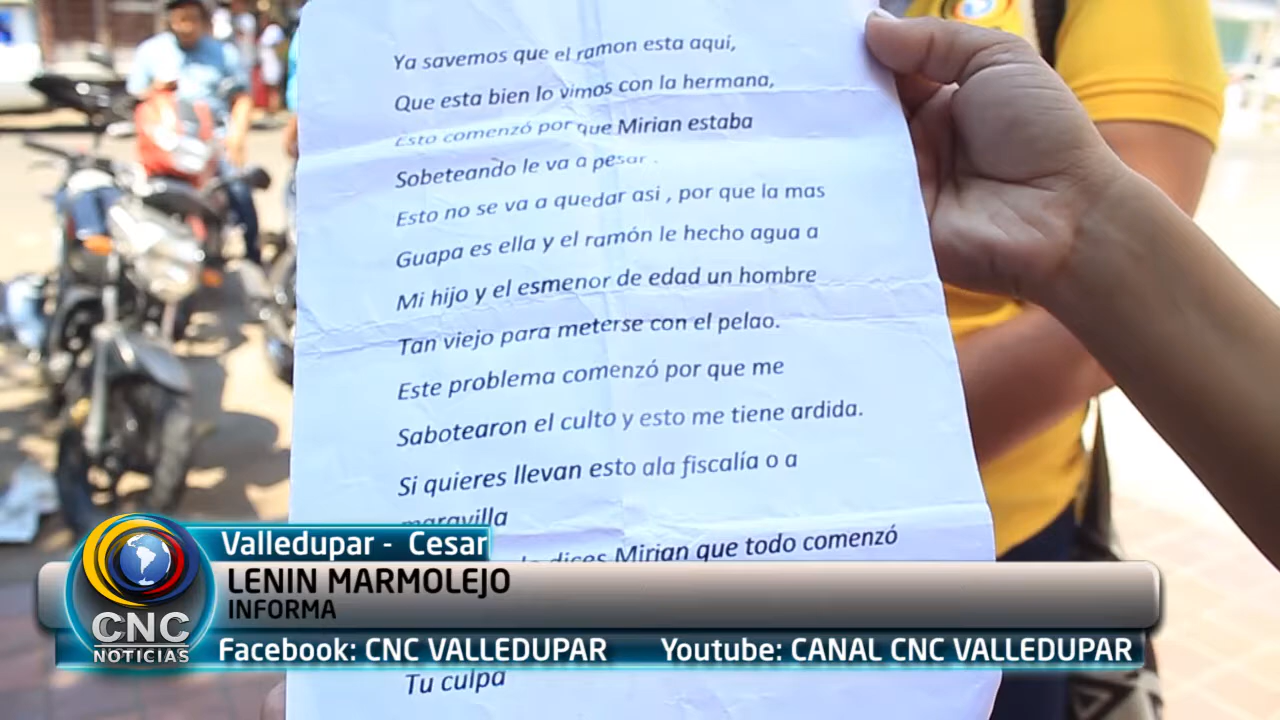 Ya savemos que el ramon esta aqui,
Que esta bien lo vimos con la hermana,
Esto comenzó por que Mirian estaba
Sobeteando le va a pesar .
Esto no se va a quedar asi , por que la mas
Guapa es ella y el ramón le hecho agua a
Mi hijo y el esmenor de edad un hombre
Tan viejo para meterse con el pelao.
Este problema comenzó por que me
Sabotearon el culto y esto me tiene ardida.
Si quieres llevan esto ala fiscalía o a
maravilla
dices Mirian que todo comenzó
Tu culpa
Valledupar - Cesar
LENIN MARMOLEJO
INFORMA
CNC
NOTICIAS
Facebook: CNC VALLEDUPAR Youtube: CANAL CNC VALLEDUPAR